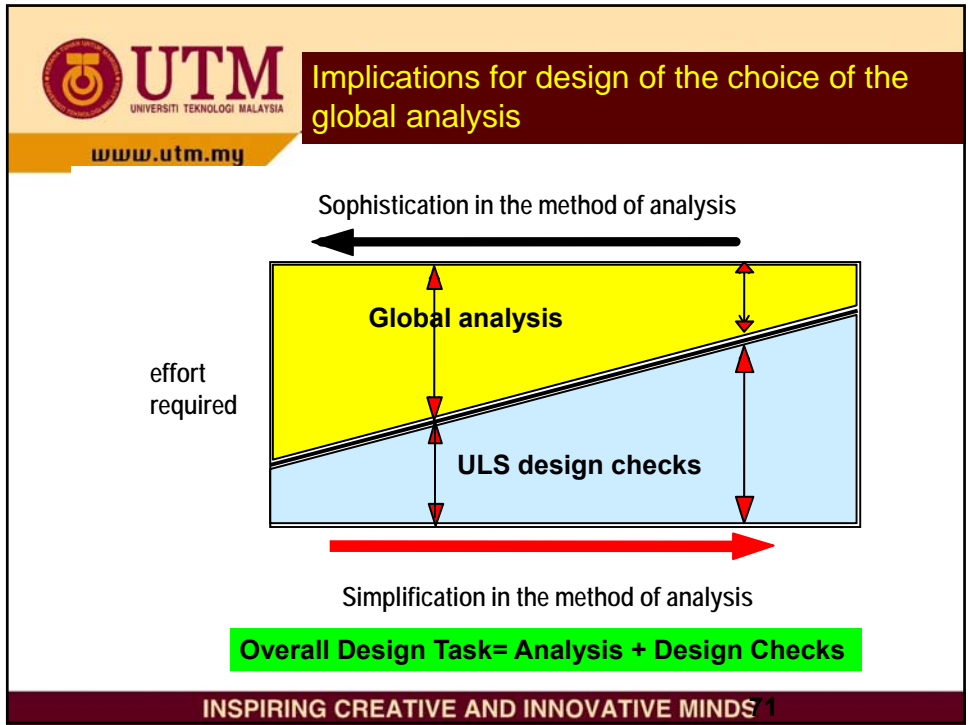 UTM
UNIVERSITI TEKNOLOGI MALAYSIA
www.utm.my
Implications for design of the choice of the
global analysis
Sophistication in the method of analysis
Global analysis
effort
required
ULS design checks
Simplification in the method of analysis
Overall Design Task= Analysis + Design Checks
INSPIRING CREATIVE AND INNOVATIVE MINDS
71